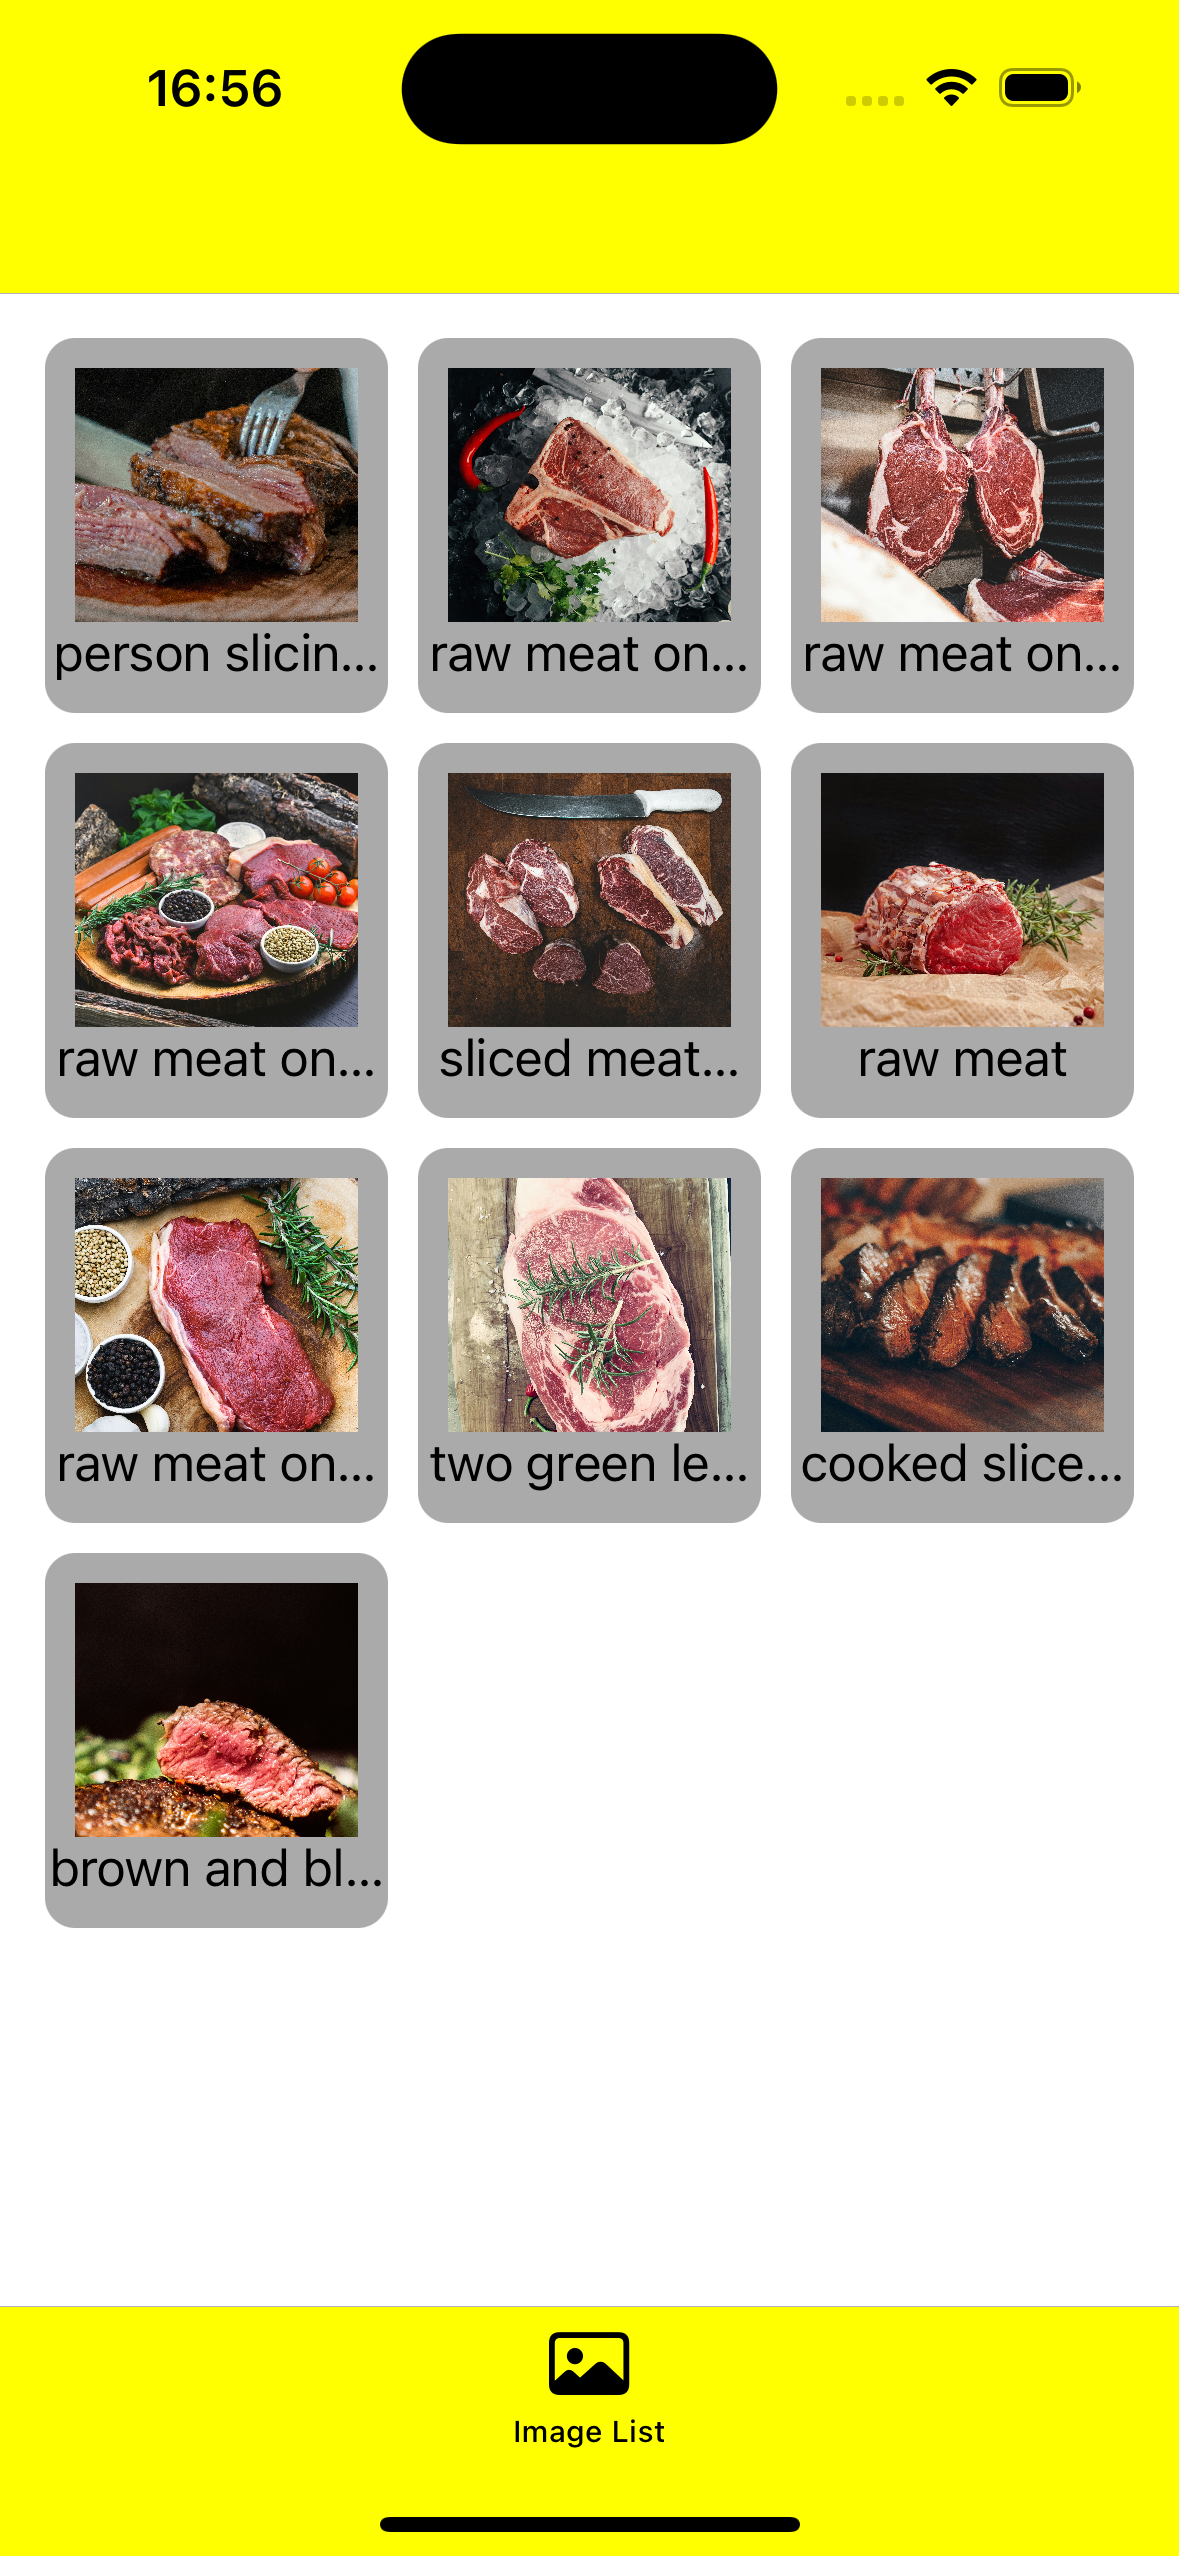 16:56
person slicin...
raw meat on...
raw meat on...
raw meat on...
sliced meat...
raw meat
raw meat on...
two green le...
cooked slice...
brown and bl...
Image List